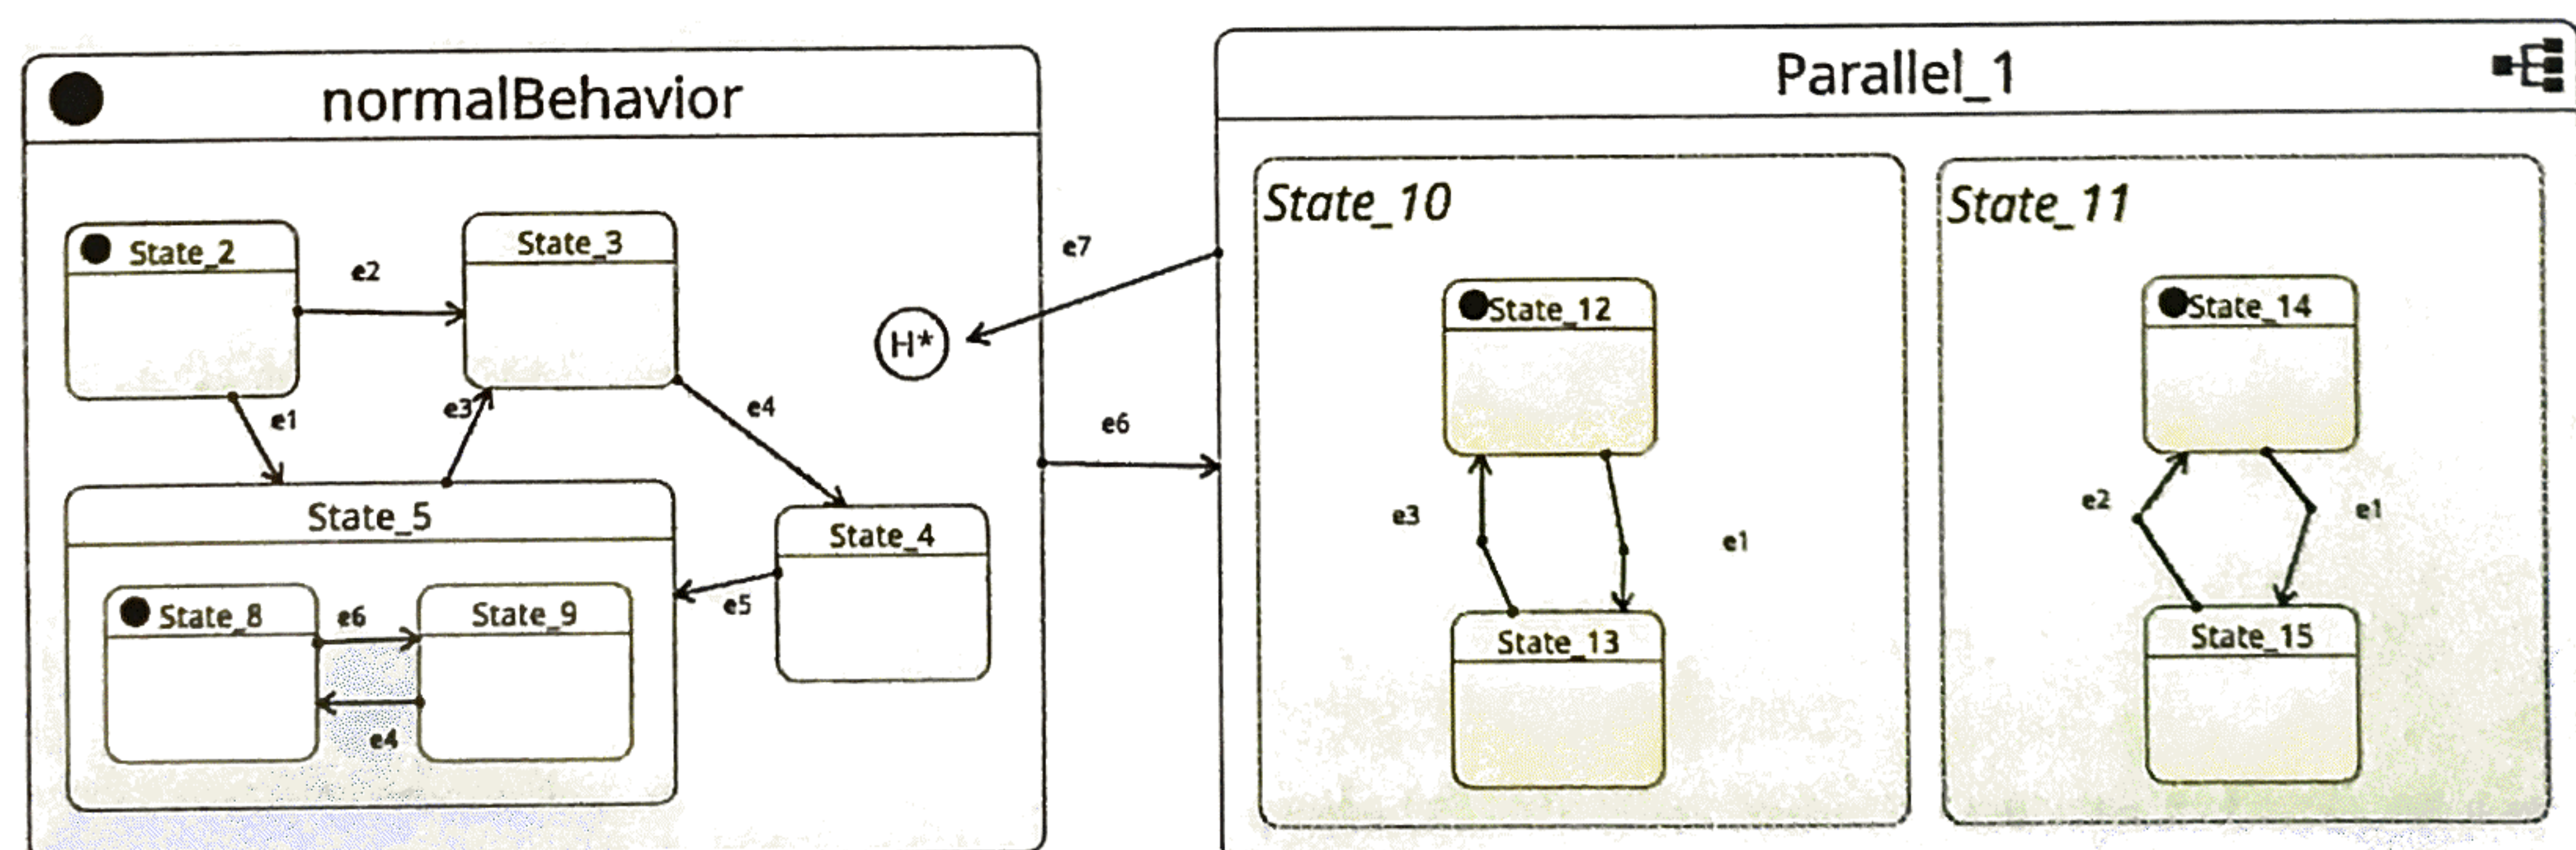 normalBehavior
State_2
e2
State_3
e1
e3
e4
H*
State_5
State_4
e5
State_8
e6
State_9
e4
e7
e6
Parallel_1
State_10
State_12
e3
e1
State_13
State_11
State_14
e2
e1
State_15